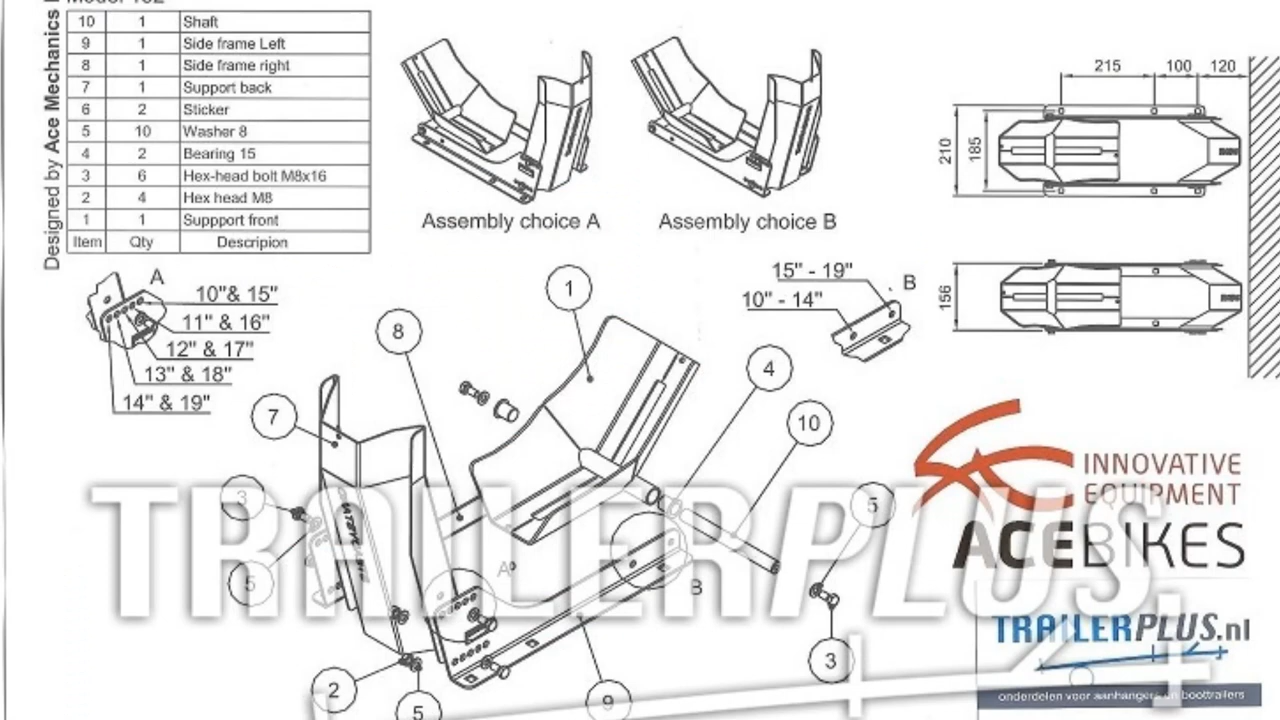 Designed by Ace Mechanics
10 1 Shaft
9 1 Side frame Left
8 1 Side frame right
7 1 Support back
6 2 Sticker
5 10 Washer 8
4 2 Bearing 15
3 6 Hex-head bolt M8x16
2 4 Hex head M8
1 1 Suppport front
Item Qty Descripion
Assembly choice A
Assembly choice B
215 100 120
210 185
156
A
10"& 15"
11" & 16"
12" & 17"
13" & 18"
14" & 19"
15" - 19"
10" - 14"
B
1
8
7
4
10
3
5
5
A
B
3
2
5
9
TRAILERPLUS
INNOVATIVE
EQUIPMENT
ACEBIKES
TRAILERPLUS.nl
onderdelen voor aanhangers en boottrailers